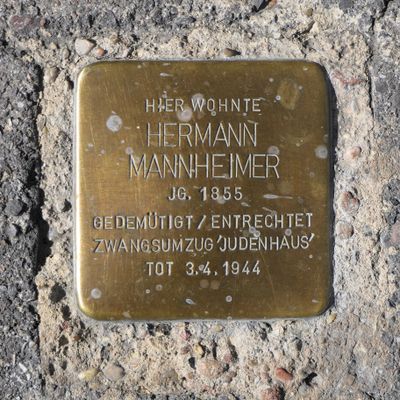 HIER WOHNTE
HERMANN
MANNHEIMER
JG. 1855
GEDEMÜTIGT / ENTRECHTET
ZWANGSUMZUG 'JUDENHAUS'
TOT 3.4.1944